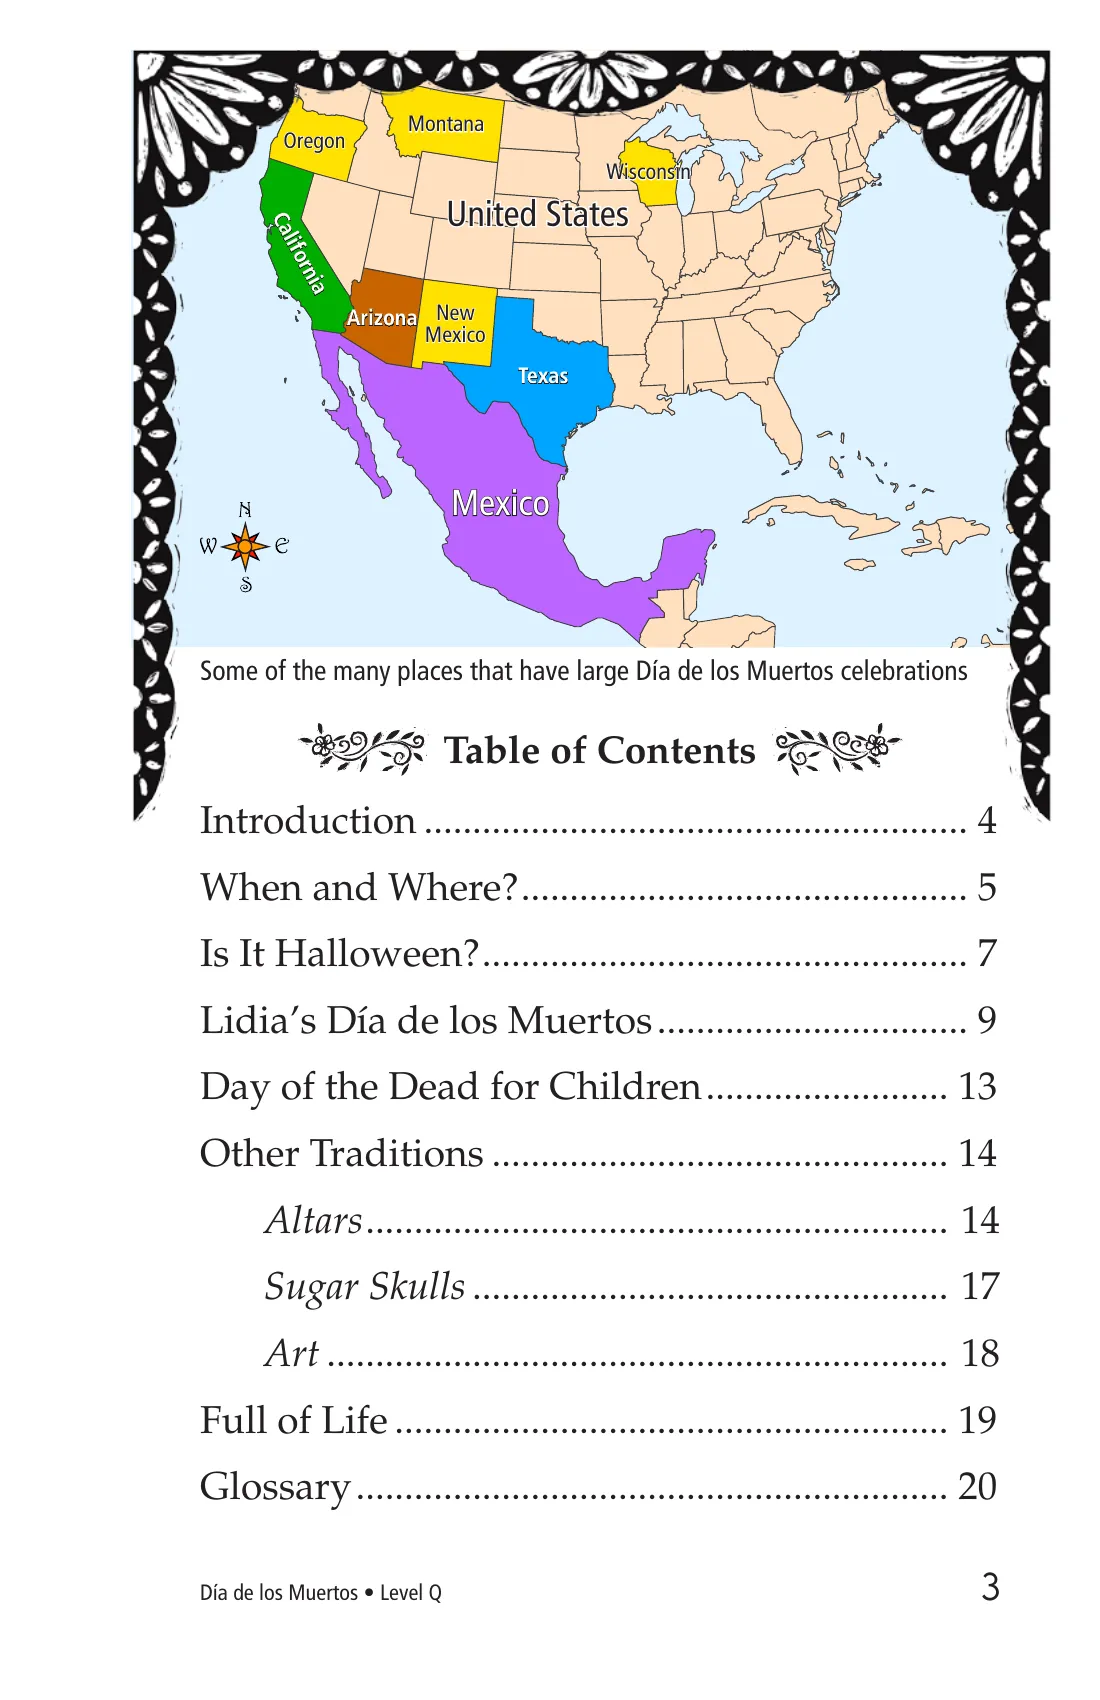 Oregon
Montana
Wisconsin
United States
California
Arizona
New
Mexico
Texas
Mexico
N
W E
S
Some of the many places that have large Día de los Muertos celebrations
Table of Contents
Introduction ........................................................ 4
When and Where?.............................................. 5
Is It Halloween?.................................................. 7
Lidia’s Día de los Muertos................................ 9
Day of the Dead for Children......................... 13
Other Traditions ............................................... 14
Altars............................................................ 14
Sugar Skulls ................................................. 17
Art ................................................................ 18
Full of Life ......................................................... 19
Glossary............................................................. 20
Día de los Muertos • Level Q
3